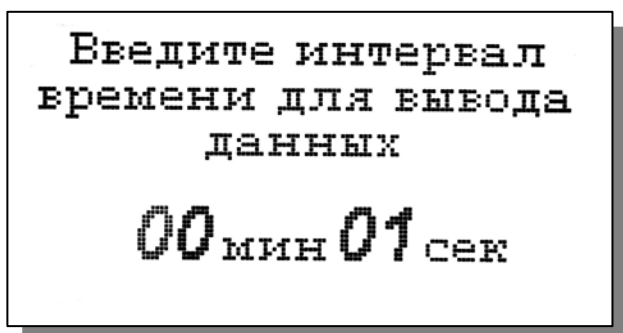 Введите интервал
времени для вывода
данных
00 мин 01 сек